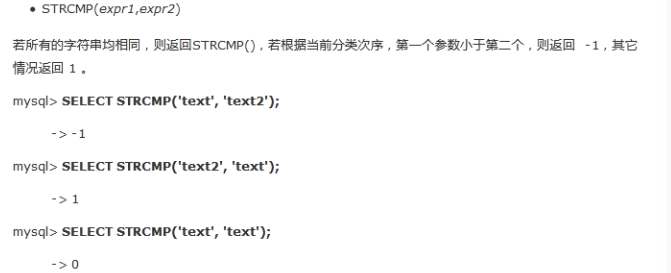 • STRCMP(expr1,expr2)
若所有的字符串均相同，则返回STRCMP()，若根据当前分类次序，第一个参数小于第二个，则返回 -1，其它
情况返回 1 。
mysql> SELECT STRCMP('text', 'text2');
-> -1
mysql> SELECT STRCMP('text2', 'text');
-> 1
mysql> SELECT STRCMP('text', 'text');
-> 0